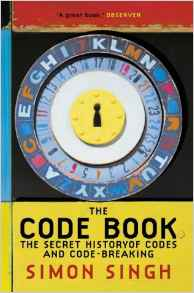 'A great book' OBSERVER
E F G H I J K L M N
THE
CODE BOOK
THE SECRET HISTORYOF CODES
AND CODE-BREAKING
SIMON SINGH